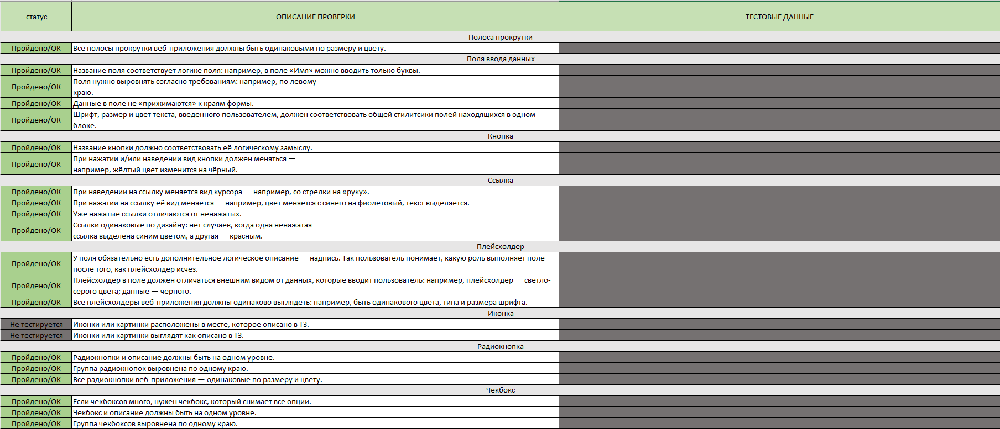 статус
ОПИСАНИЕ ПРОВЕРКИ
ТЕСТОВЫЕ ДАННЫЕ
Полоса прокрутки
Пройдено/ОК
Все полосы прокрутки веб-приложения должны быть одинаковыми по размеру и цвету.
Поля ввода данных
Пройдено/ОК
Название поля соответствует логике поля: например, в поле «Имя» можно вводить только буквы.
Пройдено/ОК
Поля нужно выровнять согласно требованиям: например, по левому
краю.
Пройдено/ОК
Данные в поле не «прижимаются» к краям формы.
Пройдено/ОК
Шрифт, размер и цвет текста, введенного пользователем, должен соответствовать общей стилитсики полей находящихся в одном
блоке.
Кнопка
Пройдено/ОК
Название кнопки должно соответствовать её логическому замыслу.
Пройдено/ОК
При нажатии и/или наведении вид кнопки должен меняться —
например, жёлтый цвет изменится на чёрный.
Ссылка
Пройдено/ОК
При наведении на ссылку меняется вид курсора — например, со стрелки на «руку».
Пройдено/ОК
При нажатии на ссылку её вид меняется — например, цвет меняется с синего на фиолетовый, текст выделяется.
Пройдено/ОК
Уже нажатые ссылки отличаются от ненажатых.
Пройдено/ОК
Ссылки одинаковые по дизайну: нет случаев, когда одна ненажатая
ссылка выделена синим цветом, а другая — красным.
Плейсхолдер
Пройдено/ОК
У поля обязательно есть дополнительное логическое описание — надпись. Так пользователь понимает, какую роль выполняет поле
после того, как плейсхолдер исчез.
Пройдено/ОК
Плейсхолдер в поле должен отличаться внешним видом от данных, которые вводит пользователь: например, плейсхолдер — светло-
серого цвета; данные — чёрного.
Пройдено/ОК
Все плейсхолдеры веб-приложения должны одинаково выглядеть: например, быть одинакового цвета, типа и размера шрифта.
Иконка
Не тестируется
Иконки или картинки расположены в месте, которое описано в ТЗ.
Не тестируется
Иконки или картинки выглядят как описано в ТЗ.
Радиокнопка
Пройдено/ОК
Радиокнопки и описание должны быть на одном уровне.
Пройдено/ОК
Группа радиокнопок выровнена по одному краю.
Пройдено/ОК
Все радиокнопки веб-приложения — одинаковые по размеру и цвету.
Чекбокс
Пройдено/ОК
Если чекбоксов много, нужен чекбокс, который снимает все опции.
Пройдено/ОК
Чекбокс и описание должны быть на одном уровне.
Пройдено/ОК
Группа чекбоксов выровнена по одному краю.